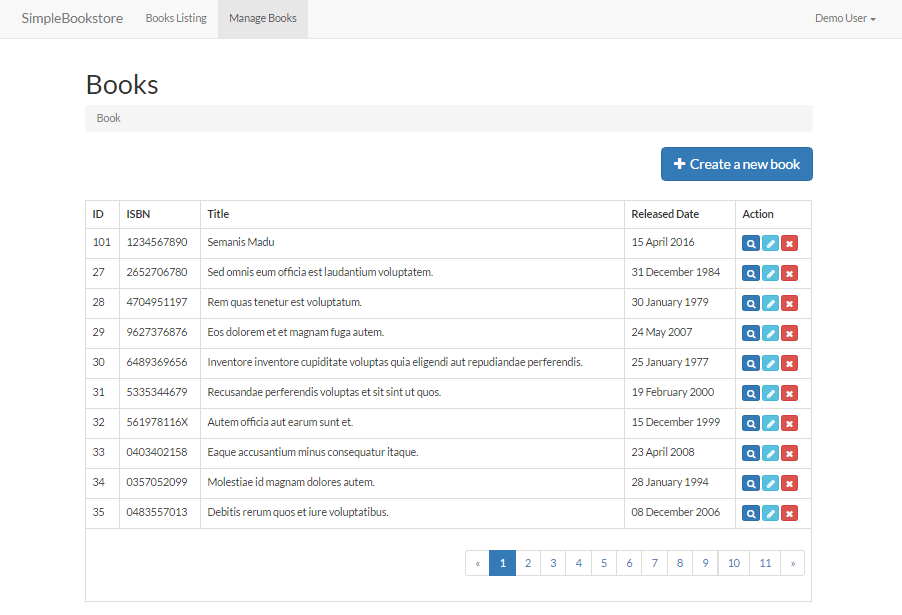 SimpleBookstore Books Listing Manage Books Demo User
Books
Book
Create a new book
ID ISBN Title Released Date Action
101 1234567890 Semanis Madu 15 April 2016
27 2652706780 Sed omnis eum officia est laudantium voluptatem. 31 December 1984
28 4704951197 Rem quas tenetur est voluptatum. 30 January 1979
29 9627376876 Eos dolorem et et magnam fuga autem. 24 May 2007
30 6489369656 Inventore inventore cupiditate voluptas quia eligendi aut repudiandae perferendis. 25 January 1977
31 5335344679 Recusandae perferendis voluptas et sit sint ut quos. 19 February 2000
32 561978116X Autem officia aut earum sunt et. 15 December 1999
33 0403402158 Eaque accusantium minus consequatur itaque. 23 April 2008
34 0357052099 Molestiae id magnam dolores autem. 28 January 1994
35 0483557013 Debitis rerum quos et iure voluptatibus. 08 December 2006
« 1 2 3 4 5 6 7 8 9 10 11 »